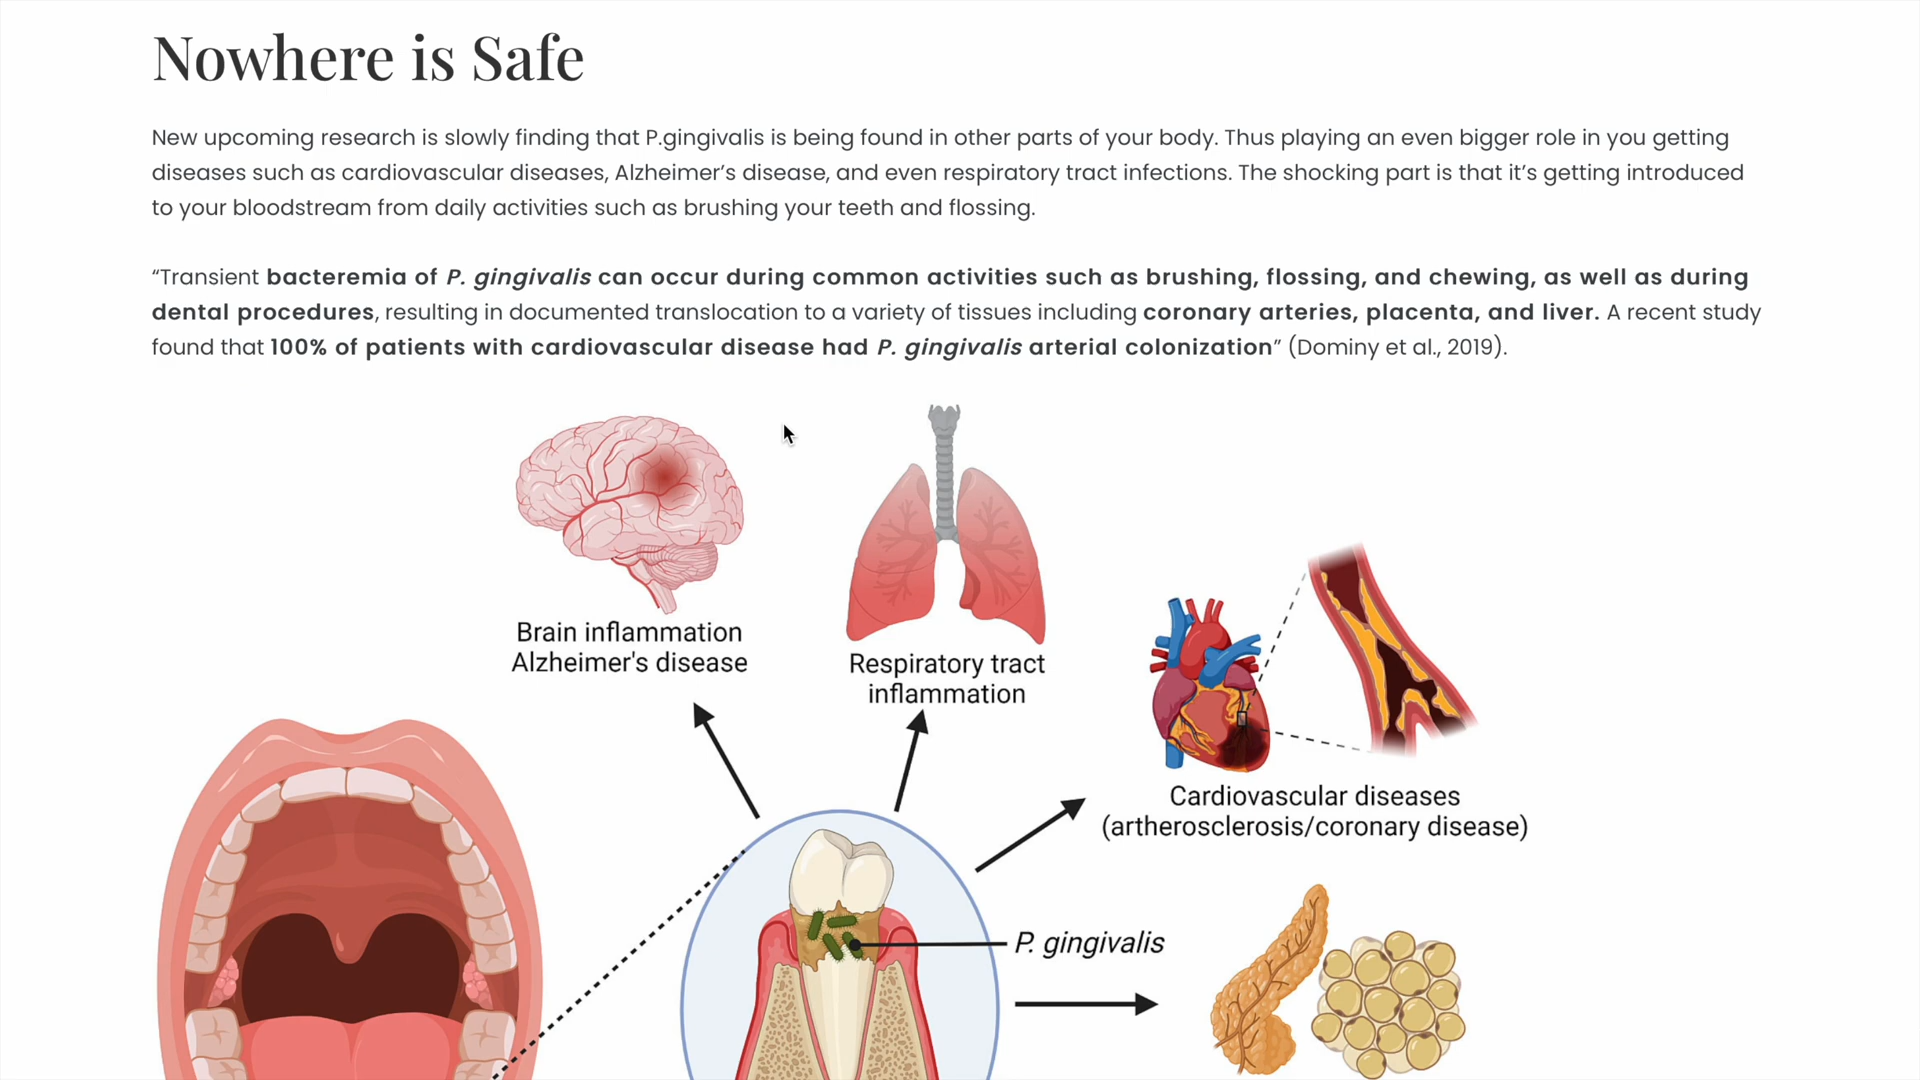 Nowhere is Safe
New upcoming research is slowly finding that P.gingivalis is being found in other parts of your body. Thus playing an even bigger role in you getting
diseases such as cardiovascular diseases, Alzheimer’s disease, and even respiratory tract infections. The shocking part is that it’s getting introduced
to your bloodstream from daily activities such as brushing your teeth and flossing.
“Transient bacteremia of P. gingivalis can occur during common activities such as brushing, flossing, and chewing, as well as during
dental procedures, resulting in documented translocation to a variety of tissues including coronary arteries, placenta, and liver. A recent study
found that 100% of patients with cardiovascular disease had P. gingivalis arterial colonization” (Dominy et al., 2019).
Brain inflammation
Alzheimer's disease
Respiratory tract
inflammation
Cardiovascular diseases
(artherosclerosis/coronary disease)
P. gingivalis